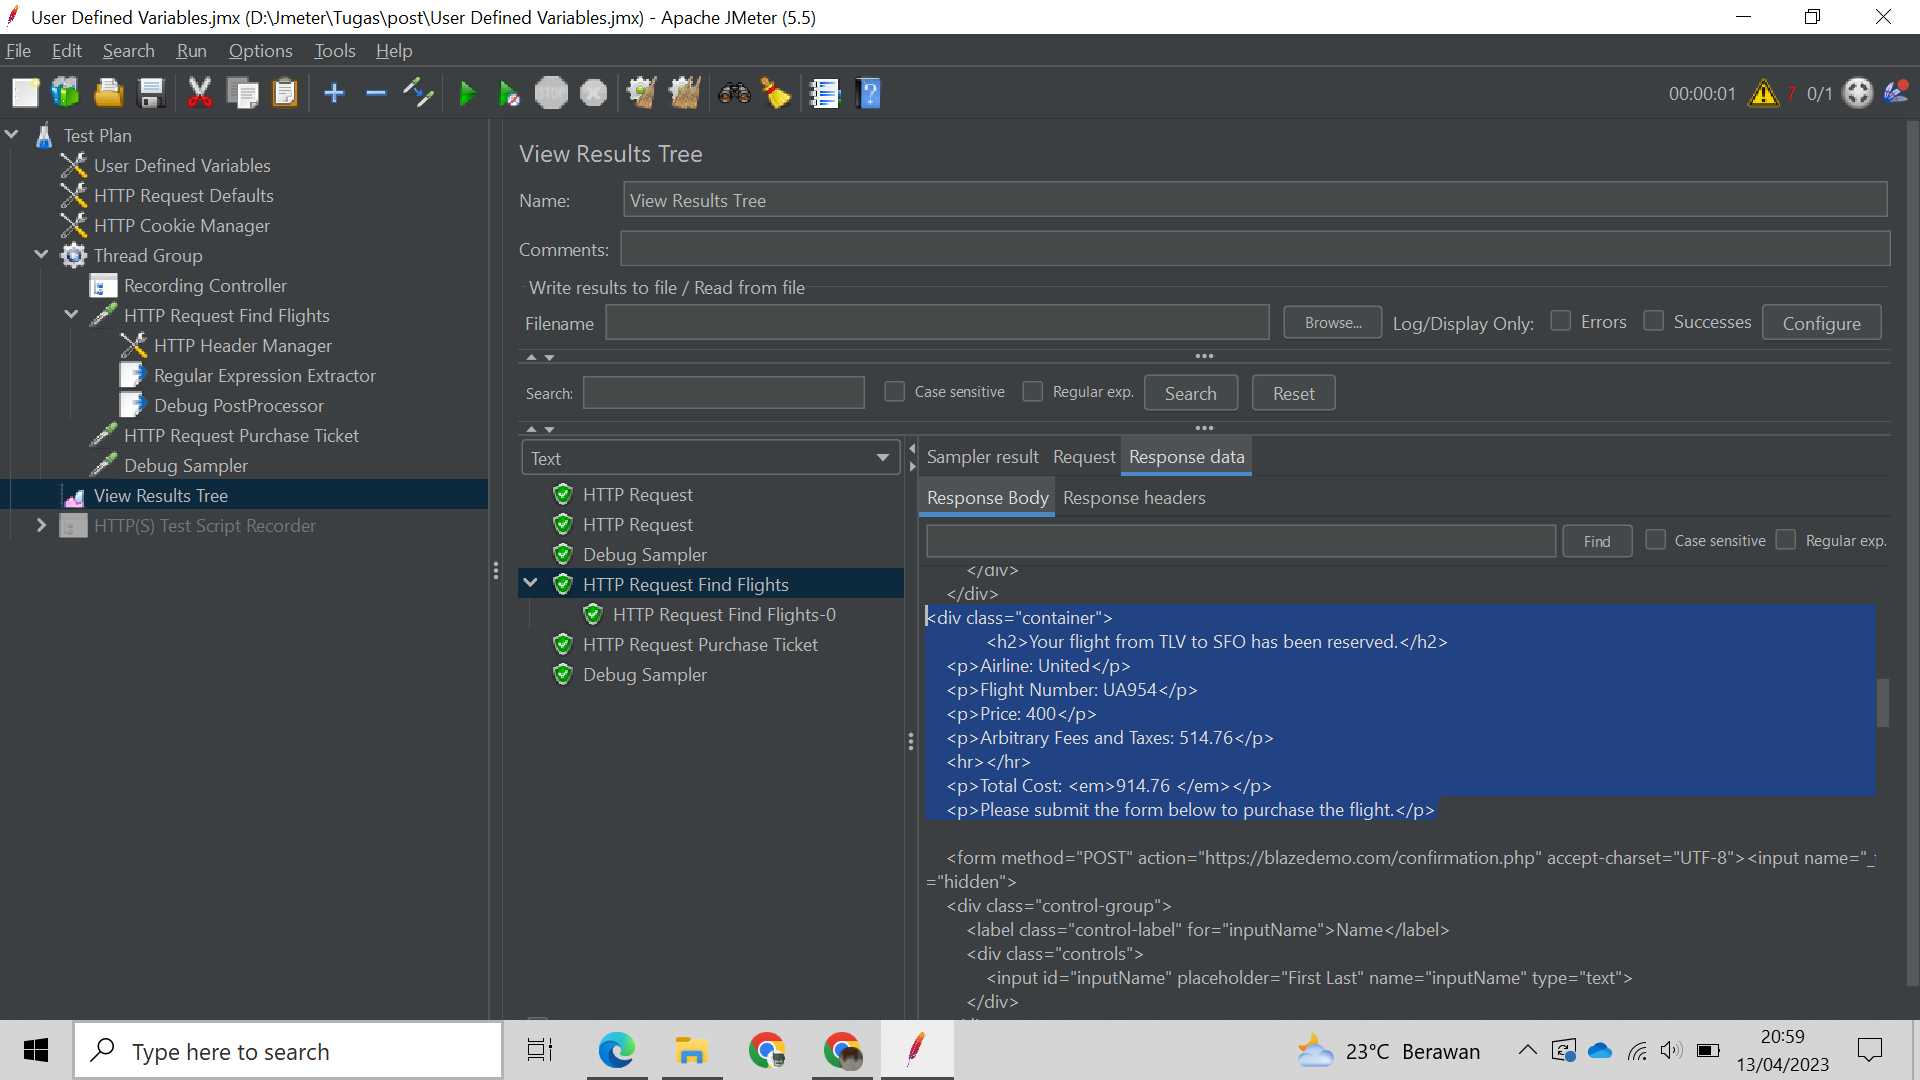 User Defined Variables.jmx (D:\Jmeter\Tugas\post\User Defined Variables.jmx) - Apache JMeter (5.5)
File Edit Search Run Options Tools Help
STOP
00:00:01 7 0/1
Test Plan
User Defined Variables
HTTP Request Defaults
HTTP Cookie Manager
Thread Group
Recording Controller
HTTP Request Find Flights
HTTP Header Manager
Regular Expression Extractor
Debug PostProcessor
HTTP Request Purchase Ticket
Debug Sampler
View Results Tree
HTTP(S) Test Script Recorder
View Results Tree
Name: View Results Tree
Comments:
Write results to file / Read from file
Filename Browse... Log/Display Only: Errors Successes Configure
Search: Case sensitive Regular exp. Search Reset
Text
HTTP Request
HTTP Request
Debug Sampler
HTTP Request Find Flights
HTTP Request Find Flights-0
HTTP Request Purchase Ticket
Debug Sampler
Sampler result Request Response data
Response Body Response headers
Find Case sensitive Regular exp.
</div>
</div>
<div class="container">
<h2>Your flight from TLV to SFO has been reserved.</h2>
<p>Airline: United</p>
<p>Flight Number: UA954</p>
<p>Price: 400</p>
<p>Arbitrary Fees and Taxes: 514.76</p>
<hr></hr>
<p>Total Cost: <em>914.76 </em></p>
<p>Please submit the form below to purchase the flight.</p>
<form method="POST" action="https://blazedemo.com/confirmation.php" accept-charset="UTF-8"><input name="_
="hidden">
<div class="control-group">
<label class="control-label" for="inputName">Name</label>
<div class="controls">
<input id="inputName" placeholder="First Last" name="inputName" type="text">
</div>
Type here to search
23°C Berawan
20:59
13/04/2023